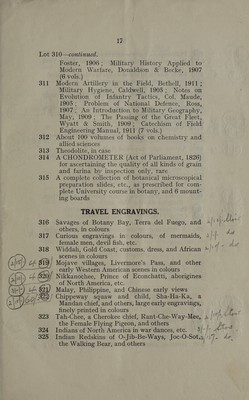 17
Lot 310—continued.
Foster, 1906; Military History Applied to
Modern Warfare, Donaldson & Becke, 1907
(6 vols.)
311 Modern Artillery in the Field, Bethell, 1911;
Military Hygiene, Caldwell, 1905; Notes on
Evolution of Infantry Tactics, Col. Maude,
1905; Problem of National Defence, Ross,
1907; An Introduction to Military Geography,
May, 1909; The Passing of the Great Fleet,
Wyatt & Smith, 1909; Catechism of Field
Engineering Manual, 1911 (7 vols.)
312 About 100 volumes of books on chemistry and
allied sciences
313 Theodolite, in case
314 A CHONDROMETER (Act of Parliament, 1826)
for ascertaining the quality of all kinds of grain
and farina by inspection only, rare
315 A complete collection of botanical microscopical
preparation slides, etc., as prescribed for com-
plete University course in botany, and 6 mount-
ing boards
TRAVEL ENGRAVINGS.
316 Savages of Botany Bay, Terra del Fuego, and
others, in colours
317 Curious engravings in colours, of mermaids,
female men, devil fish, etc.
318 Widdah, Gold Coast, customs, dress, and African
scenes in colours
319 Mojave villages, Livermore's Pass, and other
early Western American scenes in colours
320 Nikkanochee, Prince of Econchatti, aborigines
of North America, etc.
321 Malay, Philippine, and Chinese early views
322 Chippeway squaw and child, Sha-Ha-Ka, a
Mandan chief, and others, large early engravings,
finely printed in colours
323 Tah-Chee, a Cherokee chief, Rant-Che-Way-Mee,
the Female Flying Pigeon, and others
324 Indians of North America in war dances, etc.
325 Indian Redskins of O-Jib-Be-Ways, Joc-O-Sot,
the Walking Bear, and others